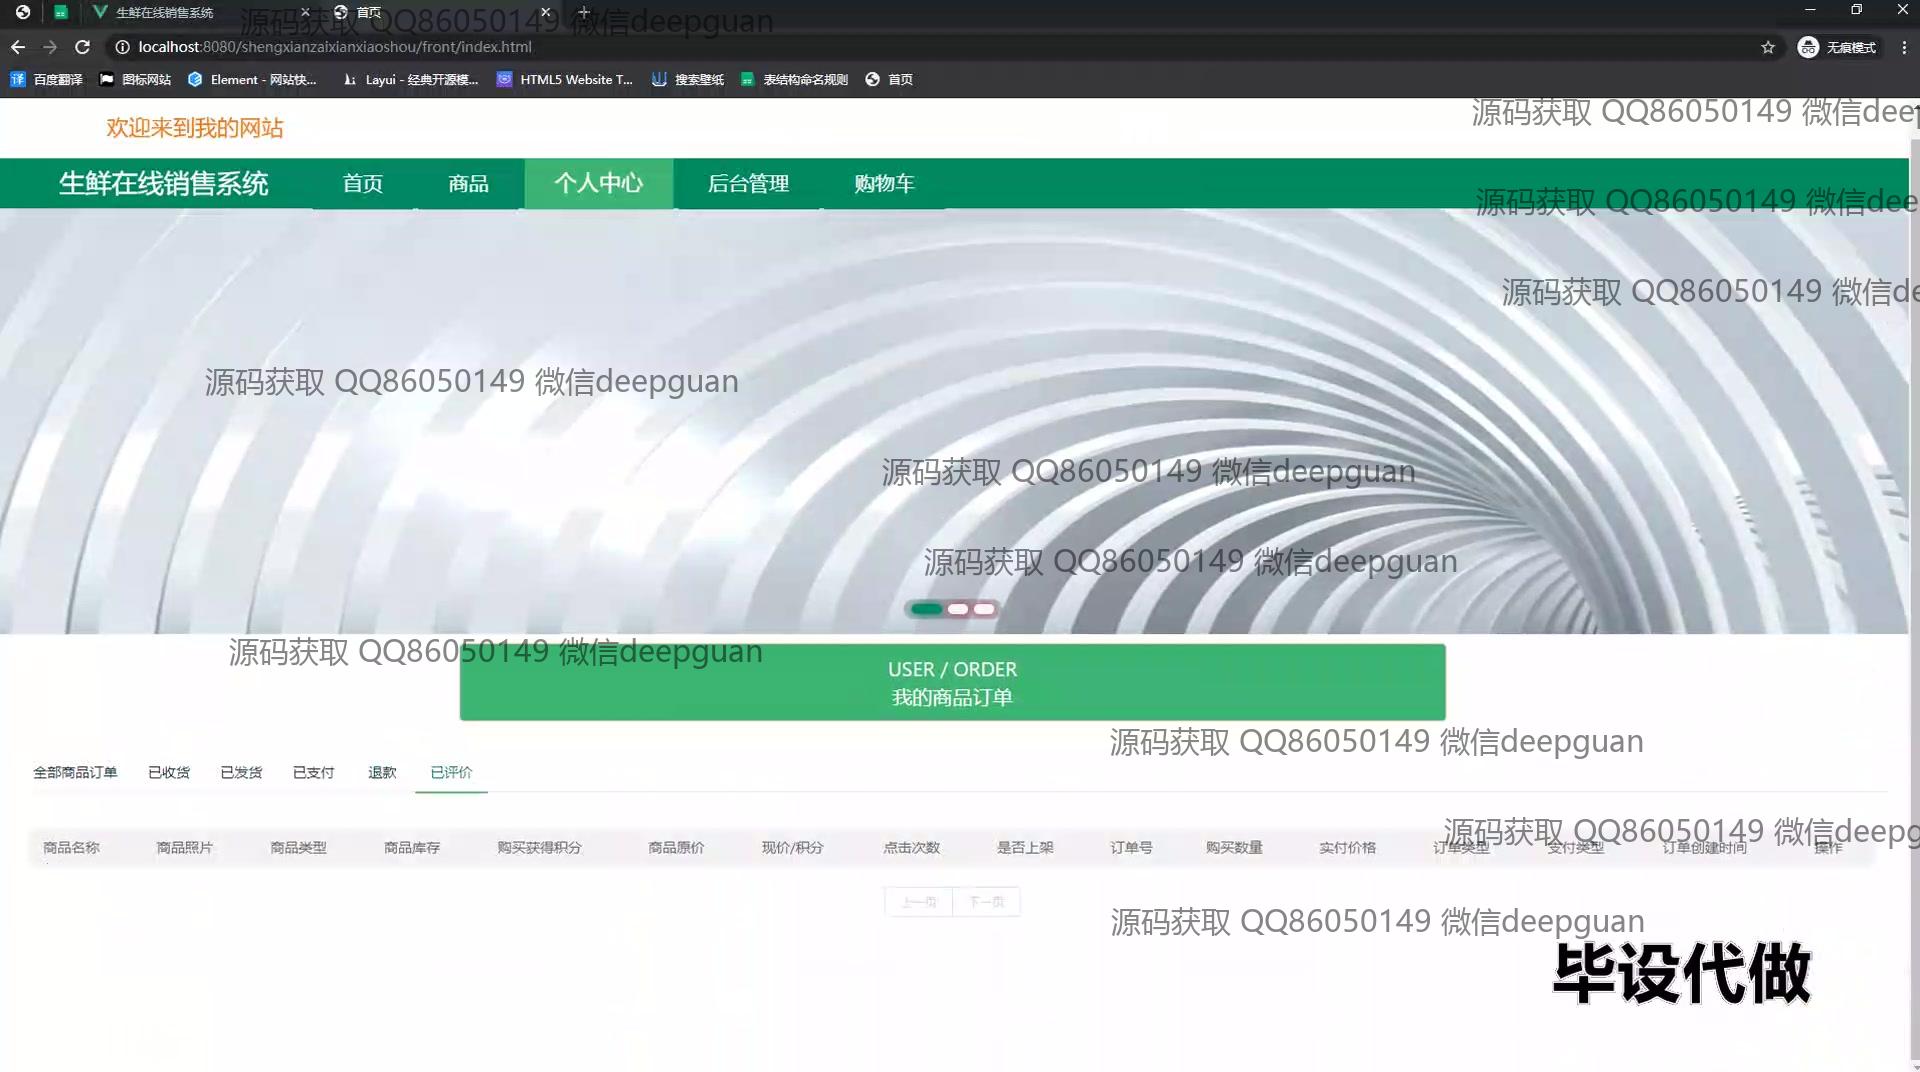 生鲜在线销售系统
首页
源码获取 QQ86050149 微信deepguan
localhost:8080/shengxianzaixianxiaoshou/front/index.html
无痕模式
百度翻译
图标网站
Element - 网站快...
Layui - 经典开源模...
HTML5 Website T...
搜索壁纸
表结构命名规则
首页
源码获取 QQ86050149 微信deep
欢迎来到我的网站
生鲜在线销售系统
首页
商品
个人中心
后台管理
购物车
源码获取 QQ86050149 微信dee
源码获取 QQ86050149 微信de
源码获取 QQ86050149 微信deepguan
源码获取 QQ86050149 微信deepguan
源码获取 QQ86050149 微信deepguan
源码获取 QQ86050149 微信deepguan
USER / ORDER
我的商品订单
源码获取 QQ86050149 微信deepguan
全部商品订单
已收货
已发货
已支付
退款
已评价
源码获取 QQ86050149 微信deepg
商品名称
商品照片
商品类型
商品库存
购买获得积分
商品原价
现价/积分
点击次数
是否上架
订单号
购买数量
实付价格
订单类型
支付类型
订单创建时间
操作
上一页
下一页
源码获取 QQ86050149 微信deepguan
毕设代做